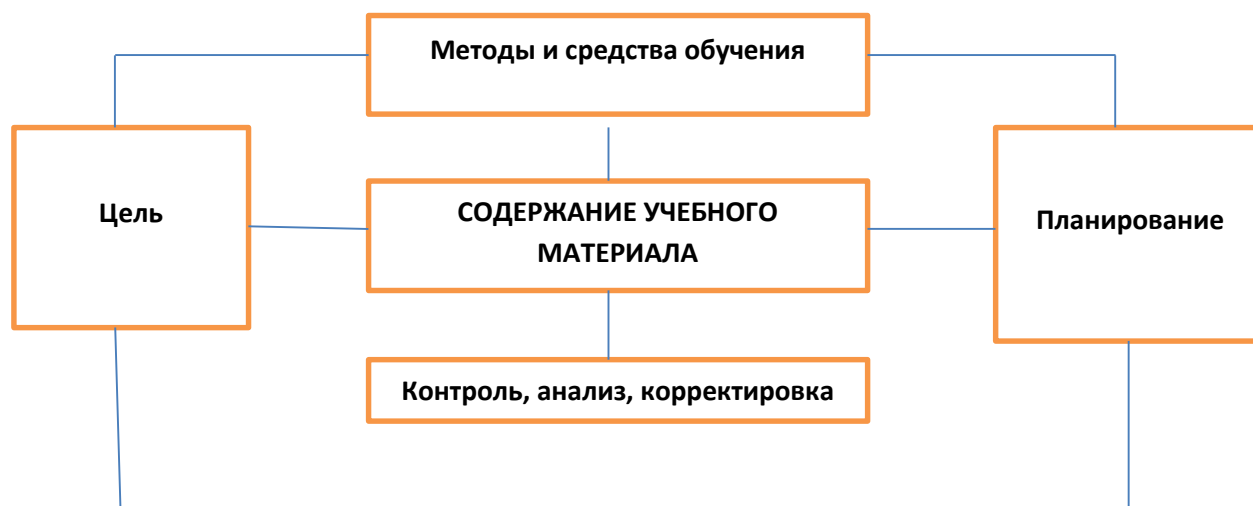 Методы и средства обучения
Цель
СОДЕРЖАНИЕ УЧЕБНОГО
МАТЕРИАЛА
Планирование
Контроль, анализ, корректировка